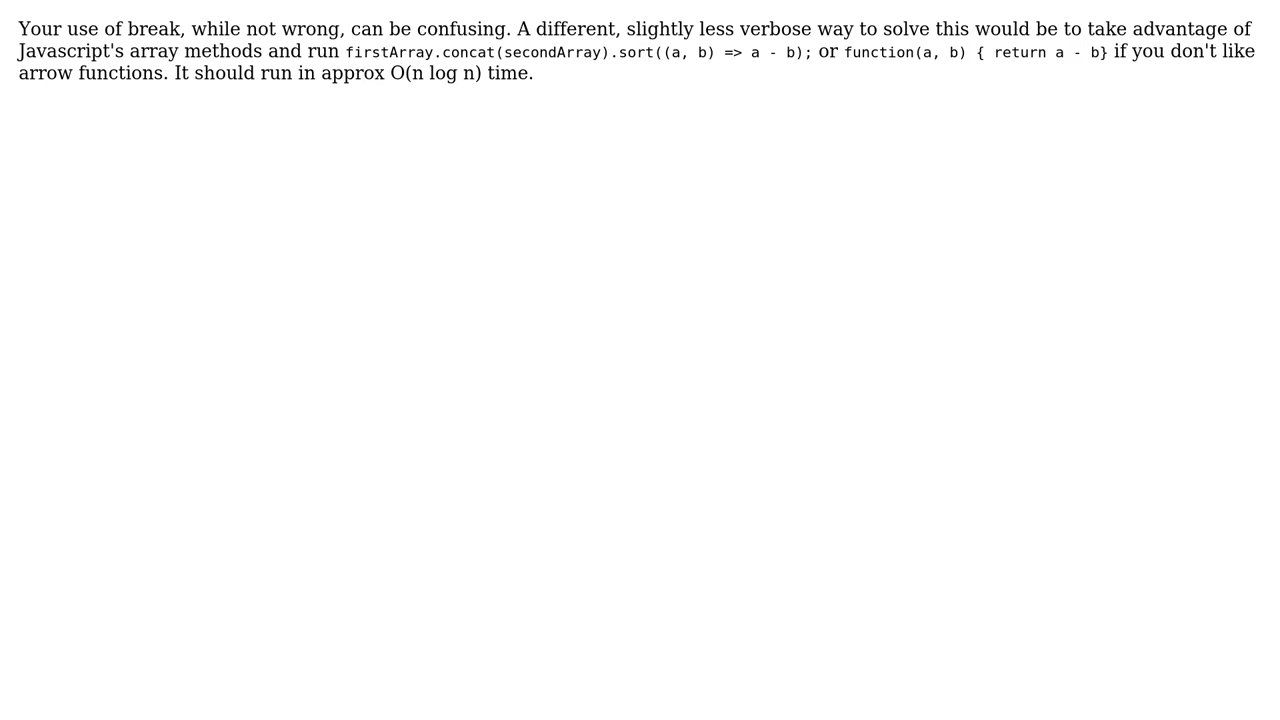 Your use of break, while not wrong, can be confusing. A different, slightly less verbose way to solve this would be to take advantage of
Javascript's array methods and run firstArray.concat(secondArray).sort((a, b) => a - b); or function(a, b) { return a - b} if you don't like
arrow functions. It should run in approx O(n log n) time.